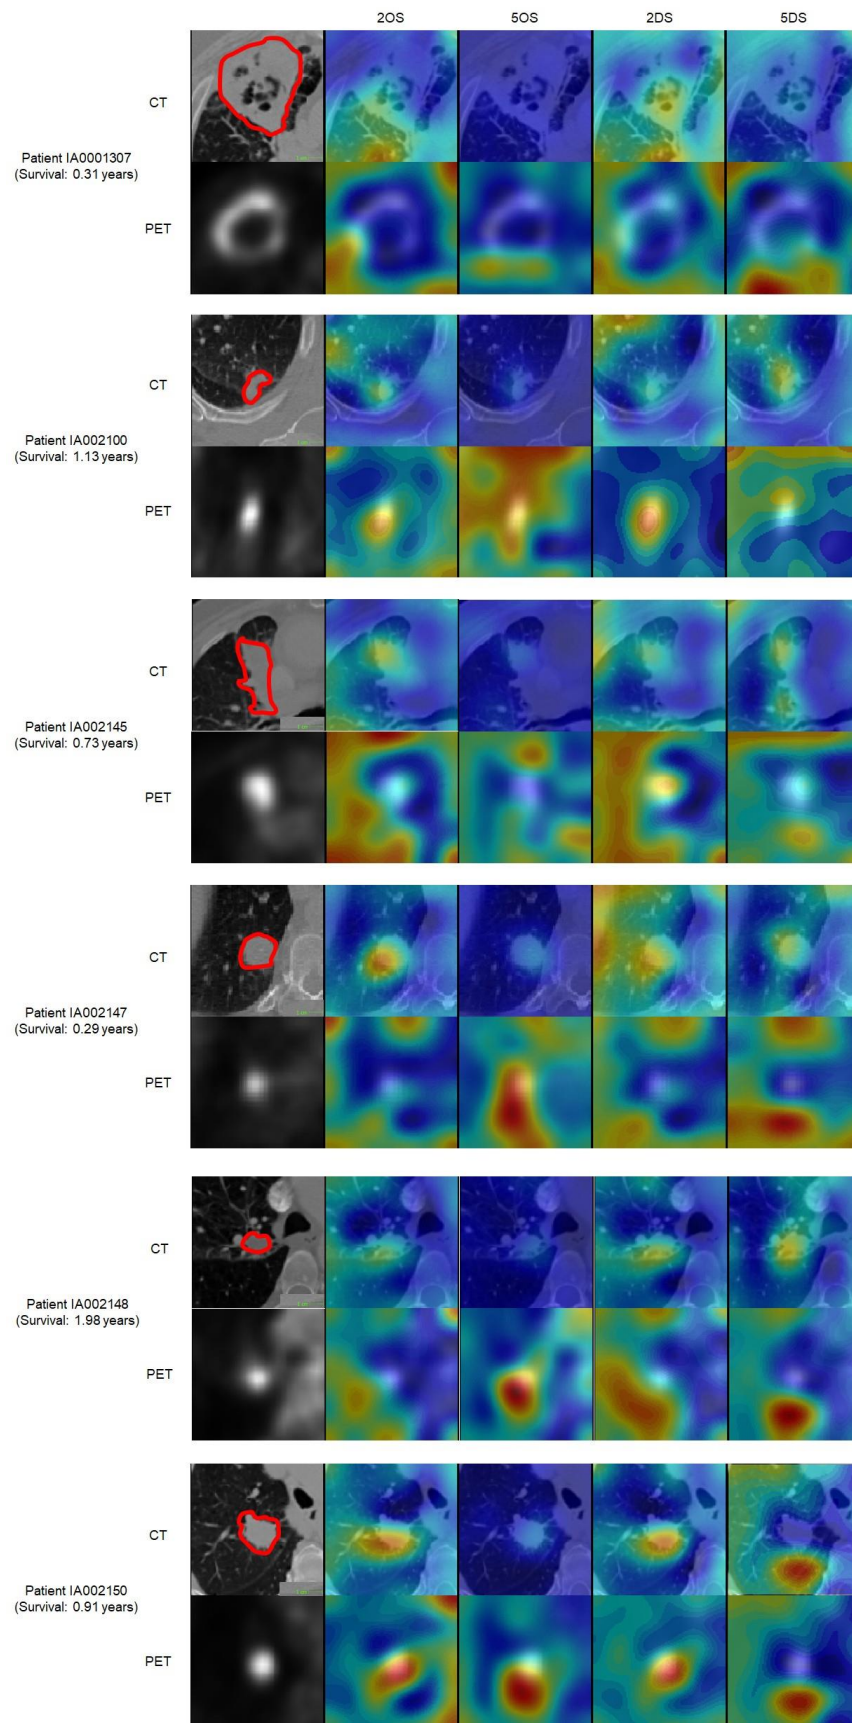 2OS 5OS 2DS 5DS
CT
Patient IA0001307
(Survival: 0.31 years)
PET
CT
Patient IA002100
(Survival: 1.13 years)
PET
CT
Patient IA002145
(Survival: 0.73 years)
PET
CT
Patient IA002147
(Survival: 0.29 years)
PET
CT
Patient IA002148
(Survival: 1.98 years)
PET
CT
Patient IA002150
(Survival: 0.91 years)
PET